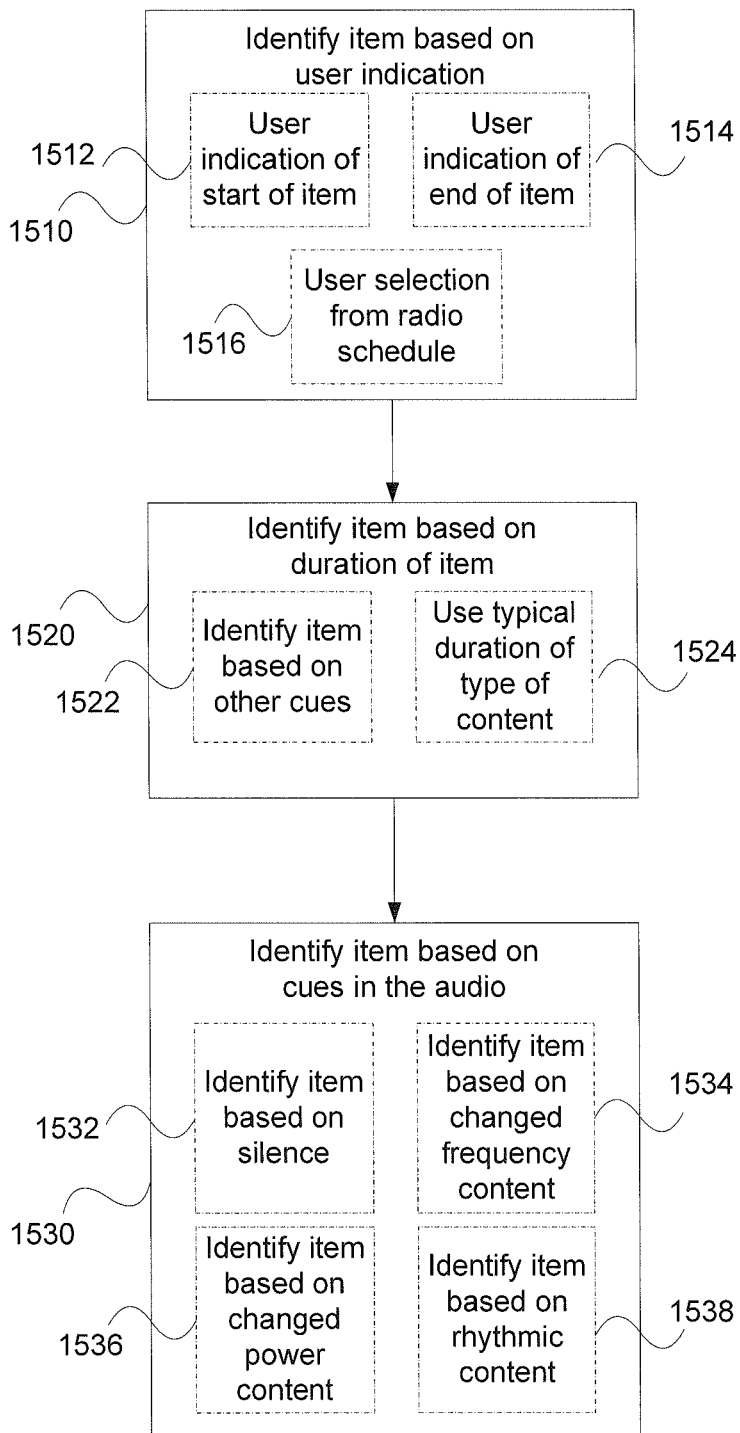 Identify item based on
user indication
User
indication of
start of item
User
indication of
end of item
1512
1514
1510
User selection
from radio
schedule
1516
Identify item based on
duration of item
Identify item
based on
other cues
Use typical
duration of
type of
content
1520
1522
1524
Identify item based on
cues in the audio
Identify item
based on
silence
Identify item
based on
changed
frequency
content
1532
1534
1530
Identify item
based on
changed
power
content
Identify item
based on
rhythmic
content
1536
1538